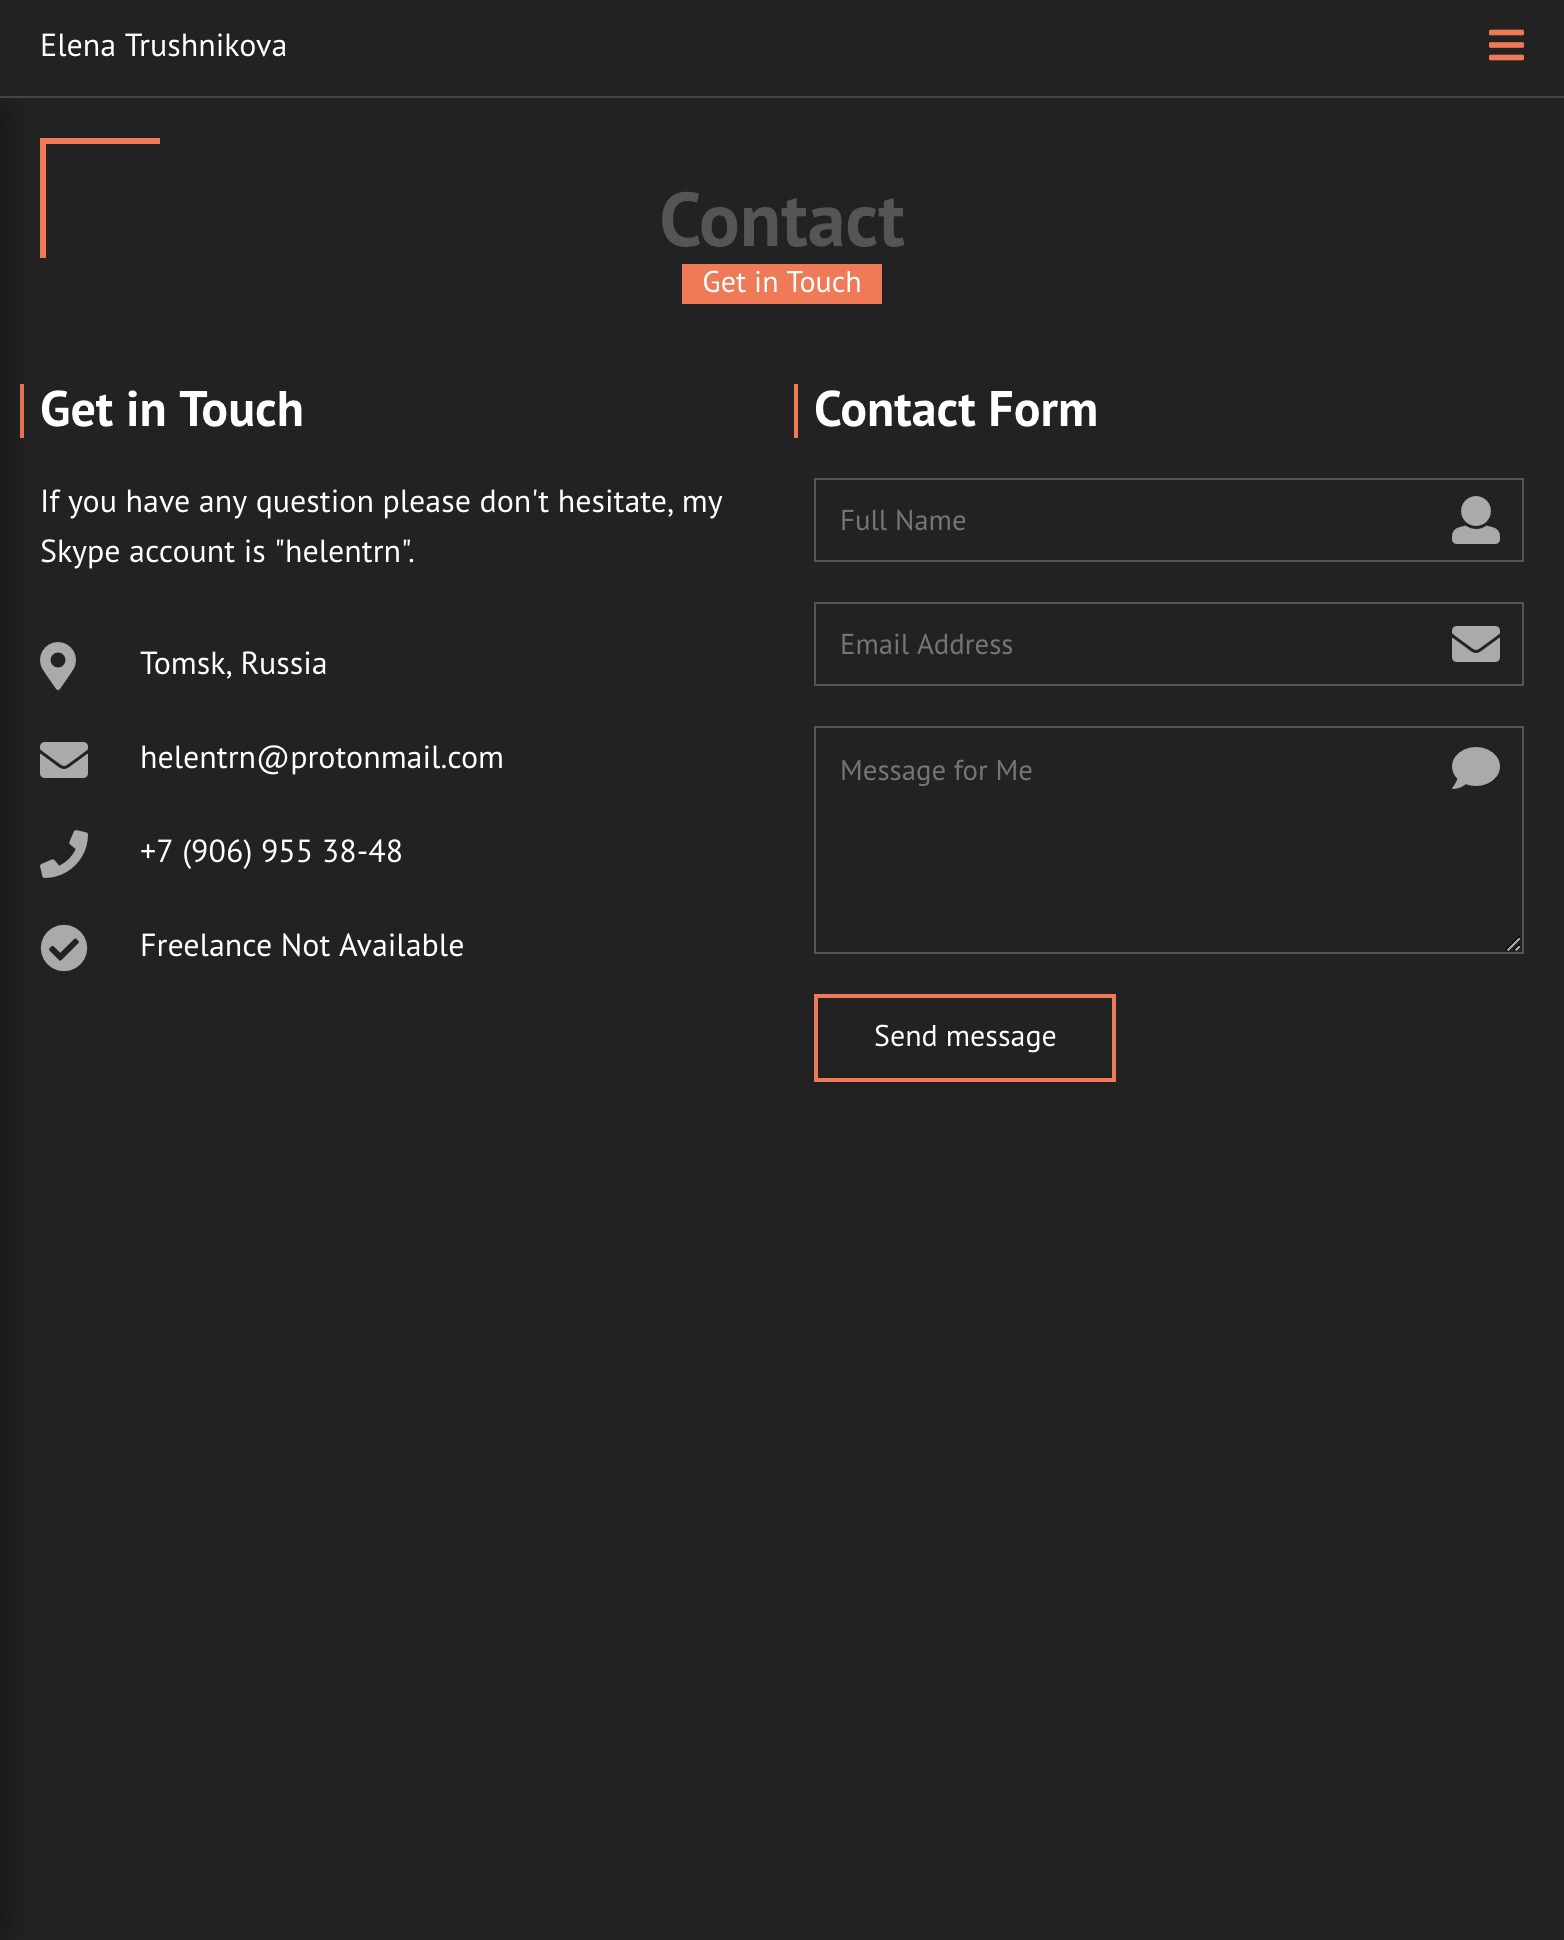 Elena Trushnikova
Contact
Get in Touch
Get in Touch
If you have any question please don't hesitate, my
Skype account is "helentrn".
Tomsk, Russia
helentrn@protonmail.com
+7 (906) 955 38-48
Freelance Not Available
Contact Form
Full Name
Email Address
Message for Me
Send message